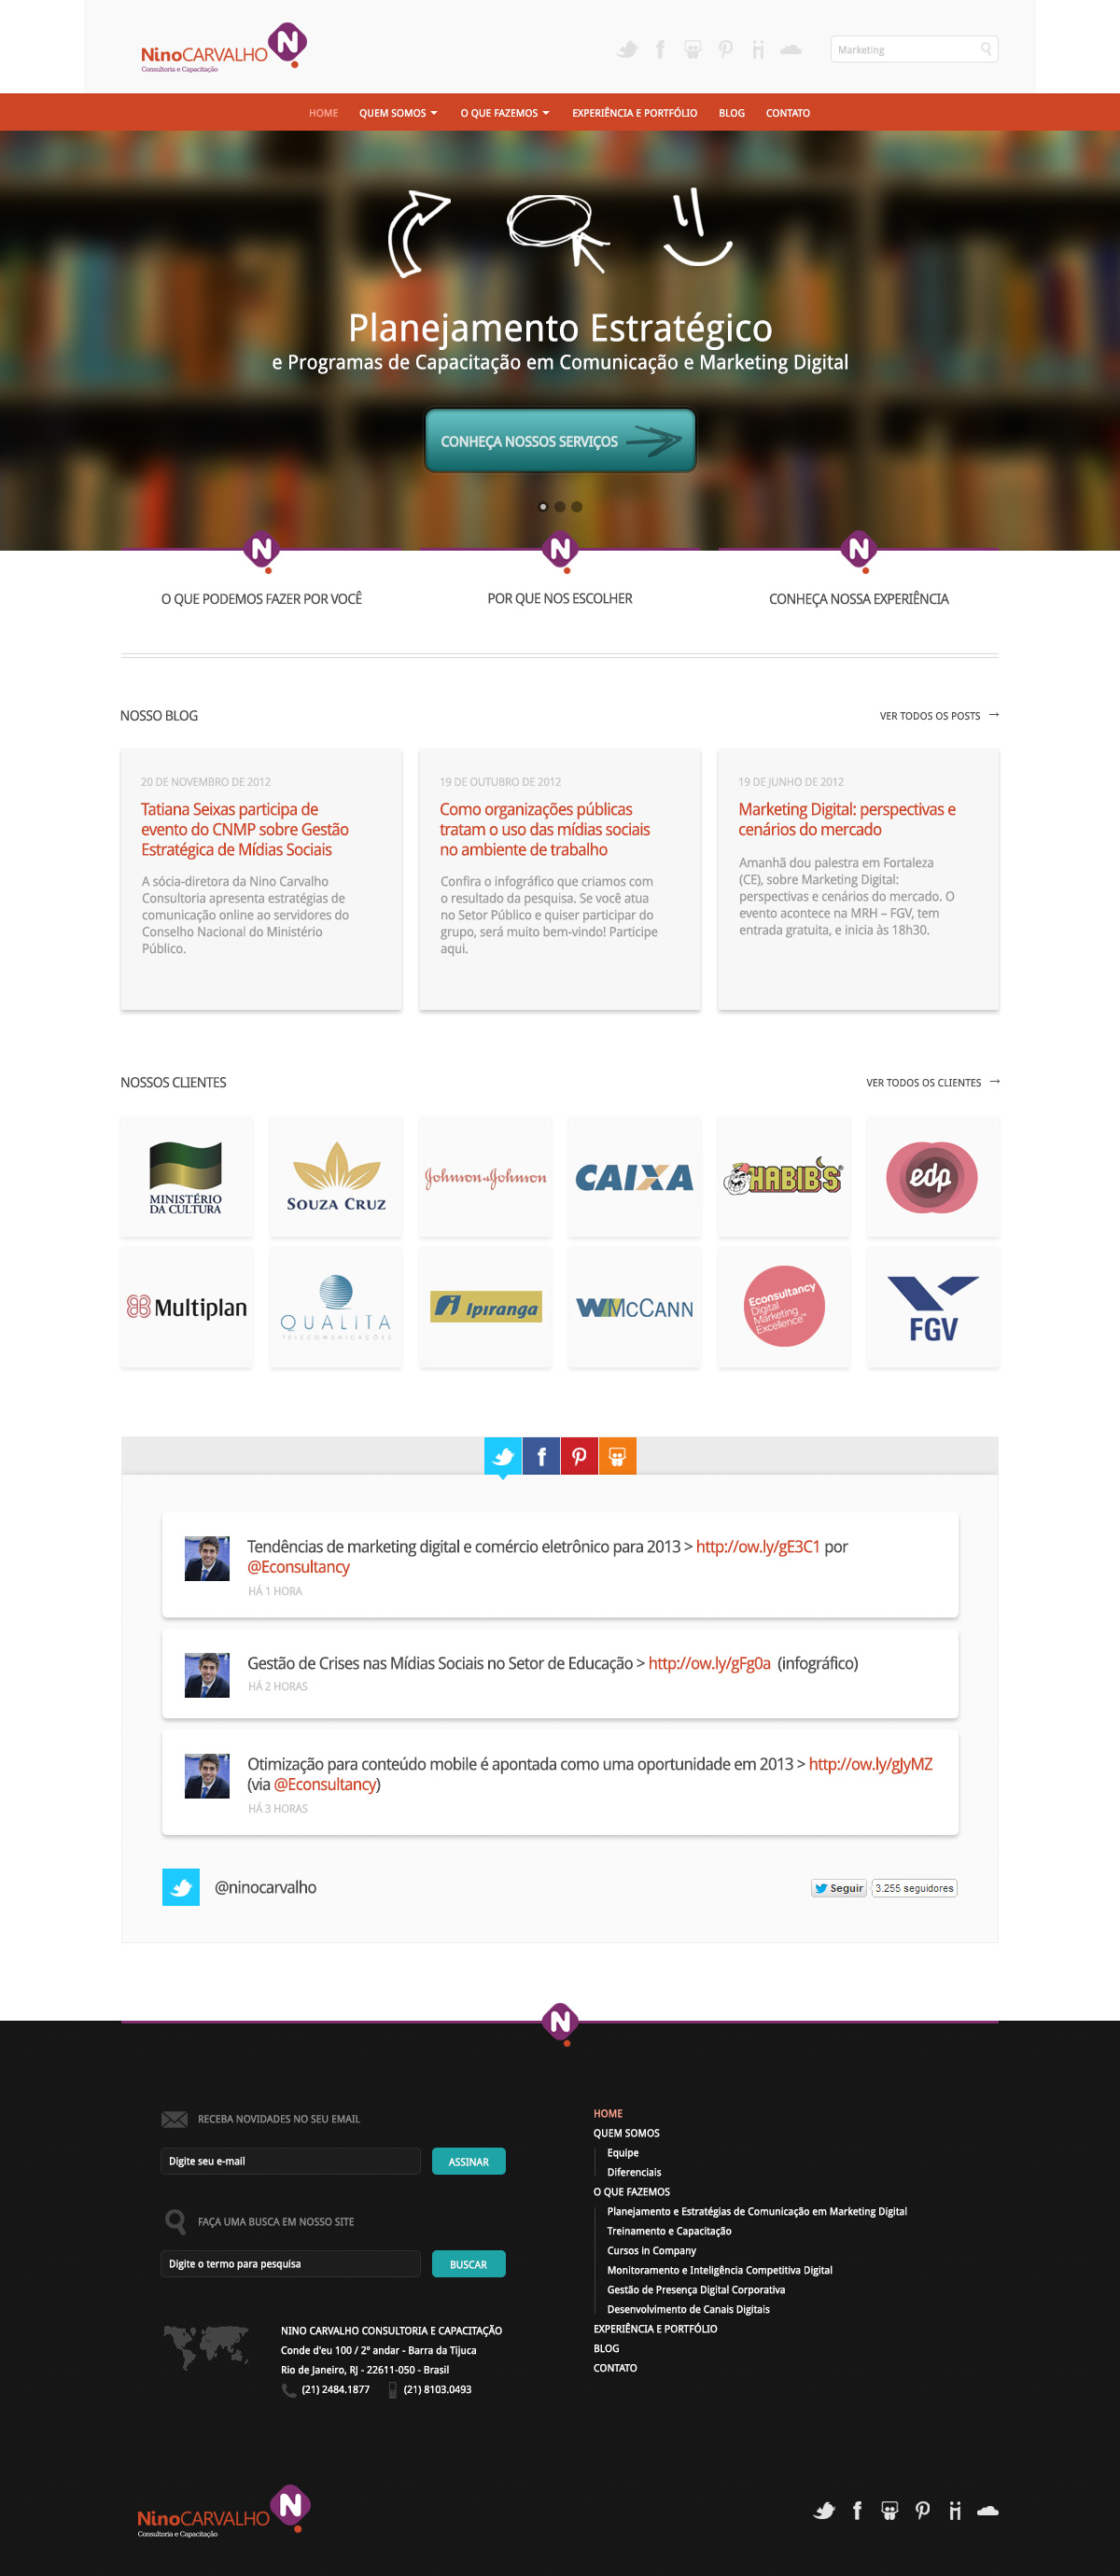 NinoCARVALHO
Consultoria e Capacitação
N
Marketing
HOME QUEM SOMOS O QUE FAZEMOS EXPERIÊNCIA E PORTFÓLIO BLOG CONTATO
Planejamento Estratégico
e Programas de Capacitação em Comunicação e Marketing Digital
CONHEÇA NOSSOS SERVIÇOS
N N N
O QUE PODEMOS FAZER POR VOCÊ
POR QUE NOS ESCOLHER
CONHEÇA NOSSA EXPERIÊNCIA
NOSSO BLOG
VER TODOS OS POSTS →
20 DE NOVEMBRO DE 2012
Tatiana Seixas participa de
evento do CNMP sobre Gestão
Estratégica de Mídias Sociais
A sócia-diretora da Nino Carvalho
Consultoria apresenta estratégias de
comunicação online ao servidores do
Conselho Nacional do Ministério
Público.
19 DE OUTUBRO DE 2012
Como organizações públicas
tratam o uso das mídias sociais
no ambiente de trabalho
Confira o infográfico que criamos com
o resultado da pesquisa. Se você atua
no Setor Público e quiser participar do
grupo, será muito bem-vindo! Participe
aqui.
19 DE JUNHO DE 2012
Marketing Digital: perspectivas e
cenários do mercado
Amanhã dou palestra em Fortaleza
(CE), sobre Marketing Digital:
perspectivas e cenários do mercado. O
evento acontece na MRH – FGV, tem
entrada gratuita, e inicia às 18h30.
NOSSOS CLIENTES
VER TODOS OS CLIENTES →
MINISTÉRIO
DA CULTURA
SOUZA CRUZ
Johnson & Johnson
CAIXA
HABIB'S®
edp
Multiplan
QUALITA
TELECOMUNICAÇÕES
Ipiranga
WMcCANN
Econsultancy
Digital
Marketing
Excellence™
FGV
Tendências de marketing digital e comércio eletrônico para 2013 > http://ow.ly/gE3C1 por
@Econsultancy
HÁ 1 HORA
Gestão de Crises nas Mídias Sociais no Setor de Educação > http://ow.ly/gFg0a (infográfico)
HÁ 2 HORAS
Otimização para conteúdo mobile é apontada como uma oportunidade em 2013 > http://ow.ly/gJyMZ
(via @Econsultancy)
HÁ 3 HORAS
@ninocarvalho
Seguir 3.255 seguidores
N
RECEBA NOVIDADES NO SEU EMAIL
Digite seu e-mail
ASSINAR
FAÇA UMA BUSCA EM NOSSO SITE
Digite o termo para pesquisa
BUSCAR
NINO CARVALHO CONSULTORIA E CAPACITAÇÃO
Conde d'eu 100 / 2º andar - Barra da Tijuca
Rio de Janeiro, RJ - 22611-050 - Brasil
(21) 2484.1877 (21) 8103.0493
HOME
QUEM SOMOS
Equipe
Diferenciais
O QUE FAZEMOS
Planejamento e Estratégias de Comunicação em Marketing Digital
Treinamento e Capacitação
Cursos in Company
Monitoramento e Inteligência Competitiva Digital
Gestão de Presença Digital Corporativa
Desenvolvimento de Canais Digitais
EXPERIÊNCIA E PORTFÓLIO
BLOG
CONTATO
NinoCARVALHO
Consultoria e Capacitação
N